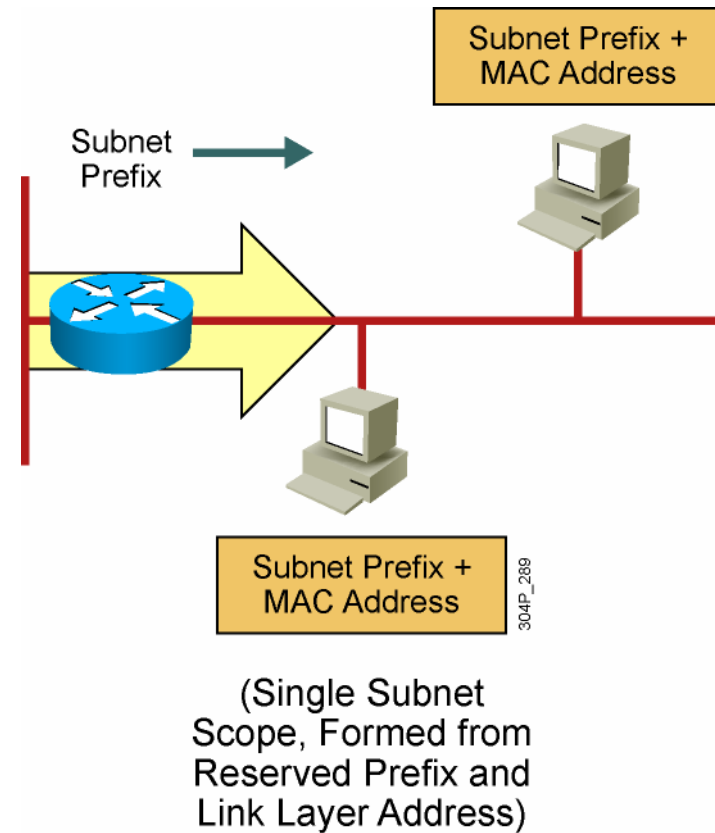 Subnet Prefix +
MAC Address
Subnet
Prefix
Subnet Prefix +
MAC Address
304P_289
(Single Subnet
Scope, Formed from
Reserved Prefix and
Link Layer Address)